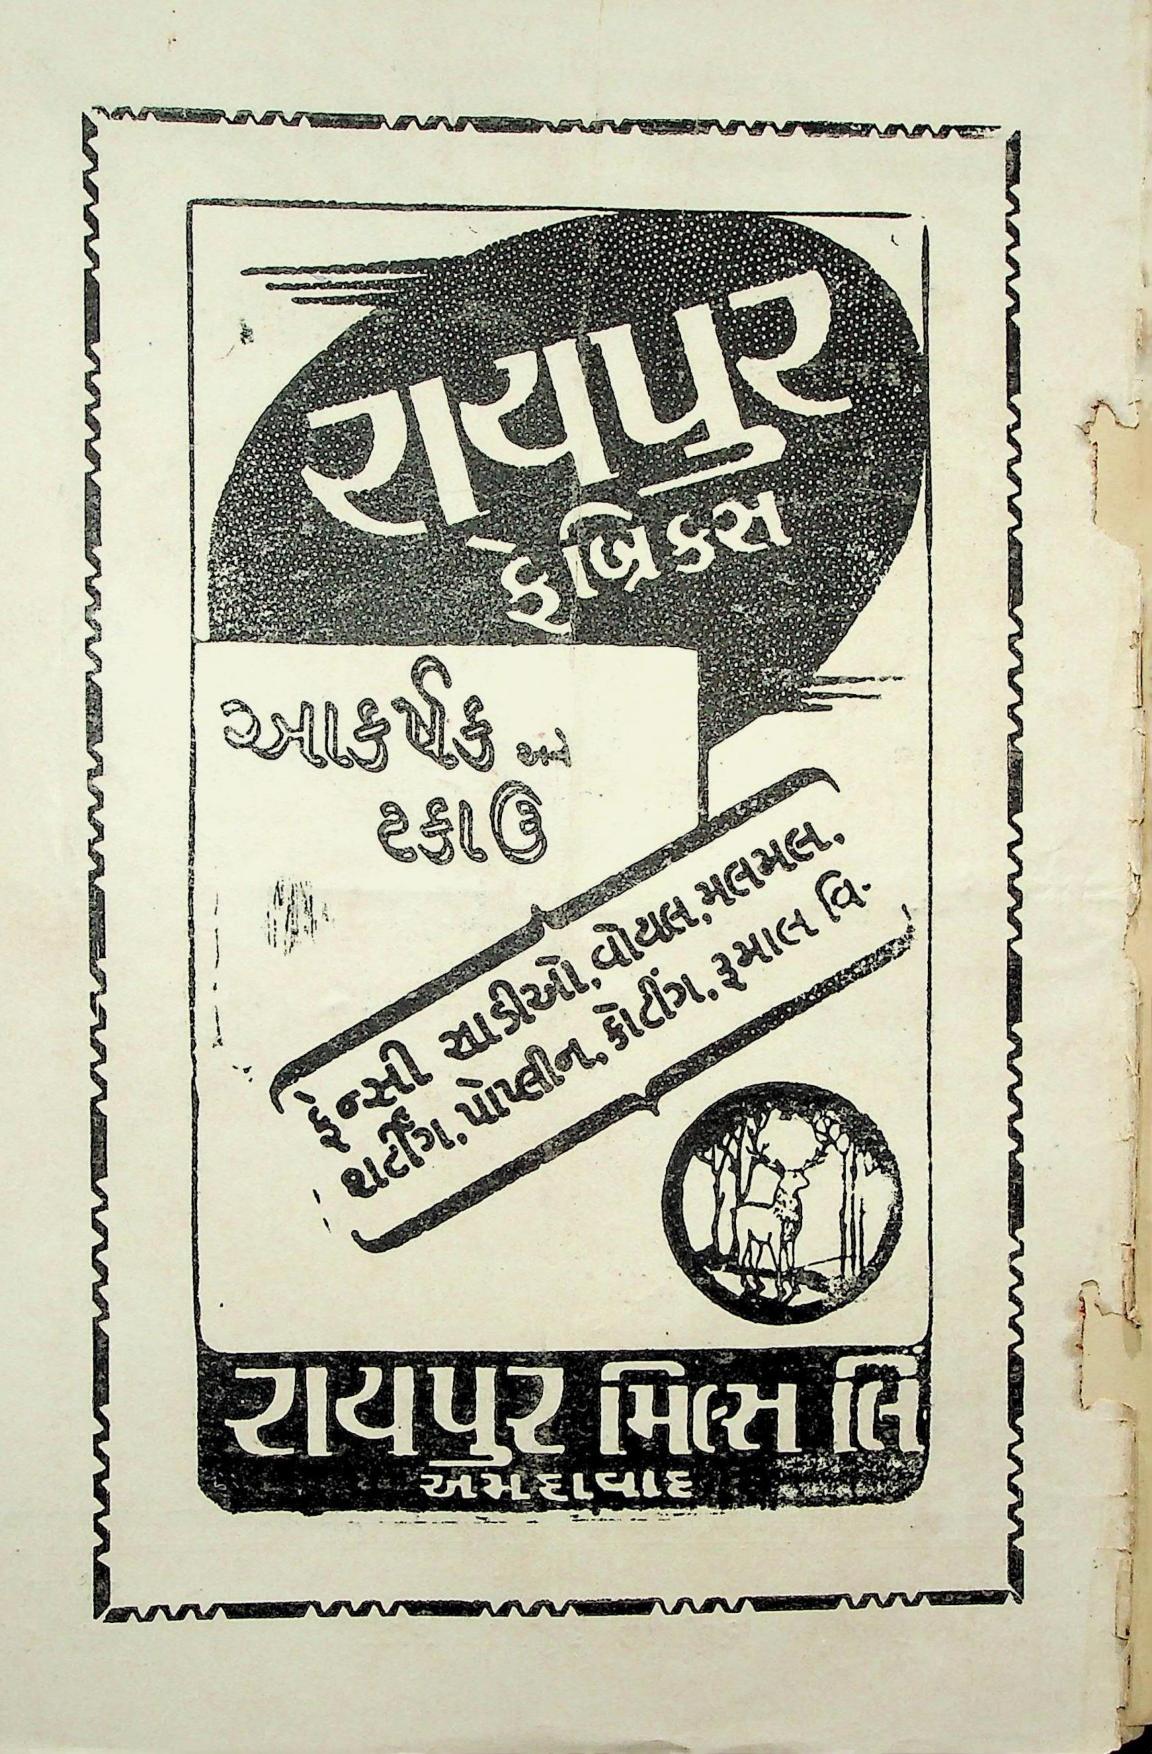 રાયપુર
ફેબ્રિક્સ
આકર્ષક અને
ટકાઉ
ફેન્સી સાડીઓ, વોયલ, મલમલ,
શર્ટીંગ, પોપ્લીન, કોટીંગ, રૂમાલ વિ.
રાયપુર મિલ્સ લિ
અમદાવાદ